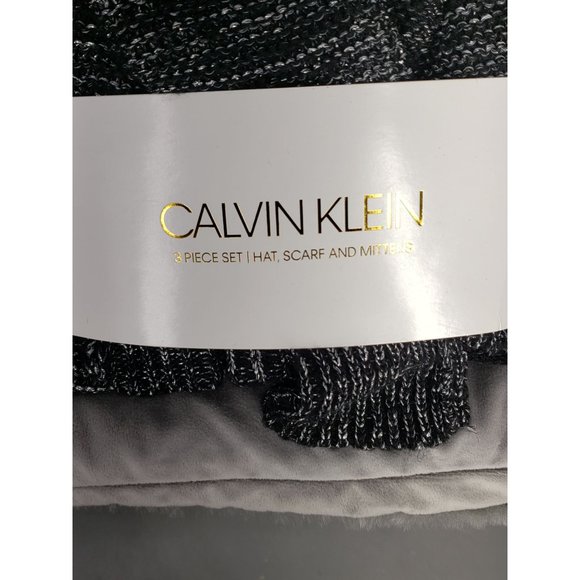 CALVIN KLEIN
3 PIECE SET | HAT, SCARF AND MITTENS